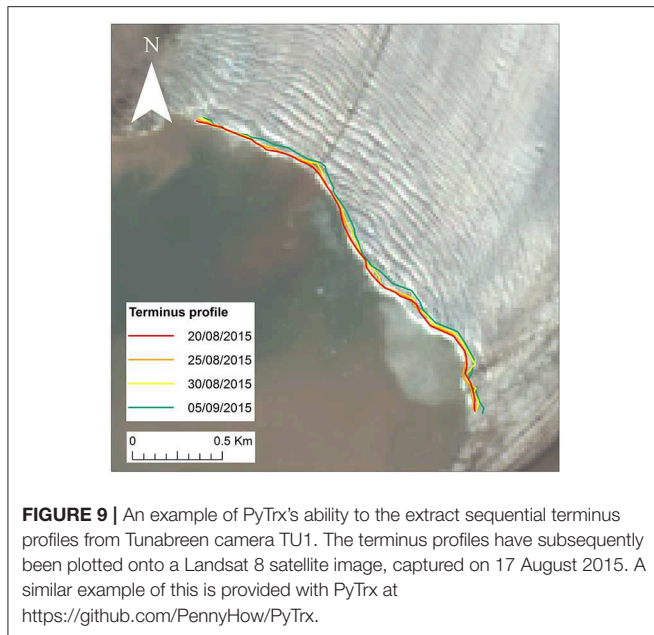 N
Terminus profile
20/08/2015
25/08/2015
30/08/2015
05/09/2015
0 0.5 Km
FIGURE 9 | An example of PyTrx’s ability to the extract sequential terminus
profiles from Tunabreen camera TU1. The terminus profiles have subsequently
been plotted onto a Landsat 8 satellite image, captured on 17 August 2015. A
similar example of this is provided with PyTrx at
https://github.com/PennyHow/PyTrx.